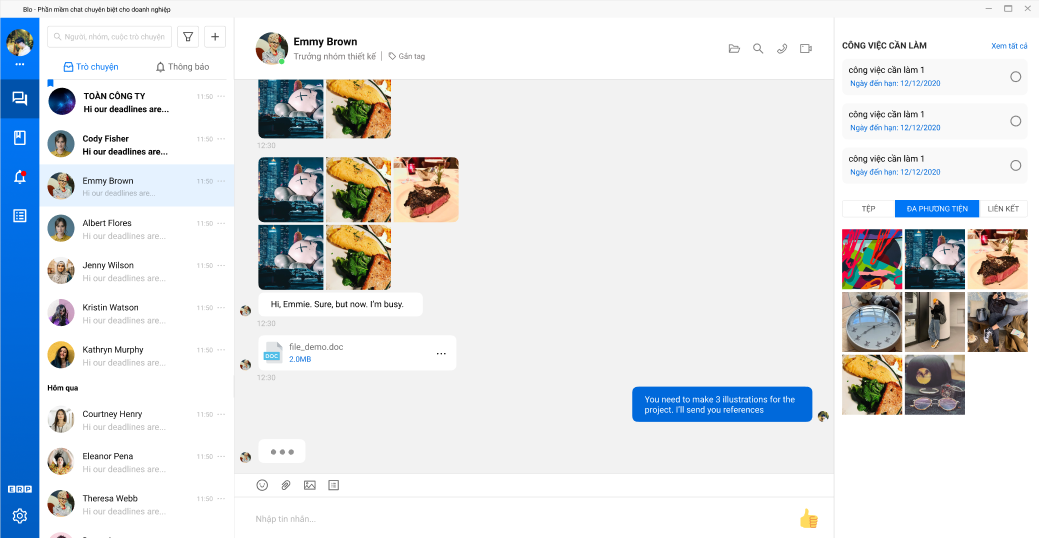 Blo - Phần mềm chat chuyên biệt cho doanh nghiệp
Người, nhóm, cuộc trò chuyện
Trò chuyện
Thông báo
TOÀN CÔNG TY
11:50
Hi our deadlines are...
Cody Fisher
11:50
Hi our deadlines are...
Emmy Brown
11:50
Hi our deadlines are...
Albert Flores
11:50
Hi our deadlines are...
Jenny Wilson
11:50
Hi our deadlines are...
Kristin Watson
11:50
Hi our deadlines are...
Kathryn Murphy
11:50
Hi our deadlines are...
Hôm qua
Courtney Henry
11:50
Hi our deadlines are...
Eleanor Pena
11:50
Hi our deadlines are...
Theresa Webb
11:50
Hi our deadlines are...
ERP
Emmy Brown
Trưởng nhóm thiết kế
Gắn tag
12:30
Hi, Emmie. Sure, but now. I'm busy.
12:30
DOC
file_demo.doc
2.0MB
12:30
You need to make 3 illustrations for the
project. I'll send you references
Nhập tin nhắn...
CÔNG VIỆC CẦN LÀM
Xem tất cả
công việc cần làm 1
Ngày đến hạn: 12/12/2020
công việc cần làm 1
Ngày đến hạn: 12/12/2020
công việc cần làm 1
Ngày đến hạn: 12/12/2020
TỆP
ĐA PHƯƠNG TIỆN
LIÊN KẾT